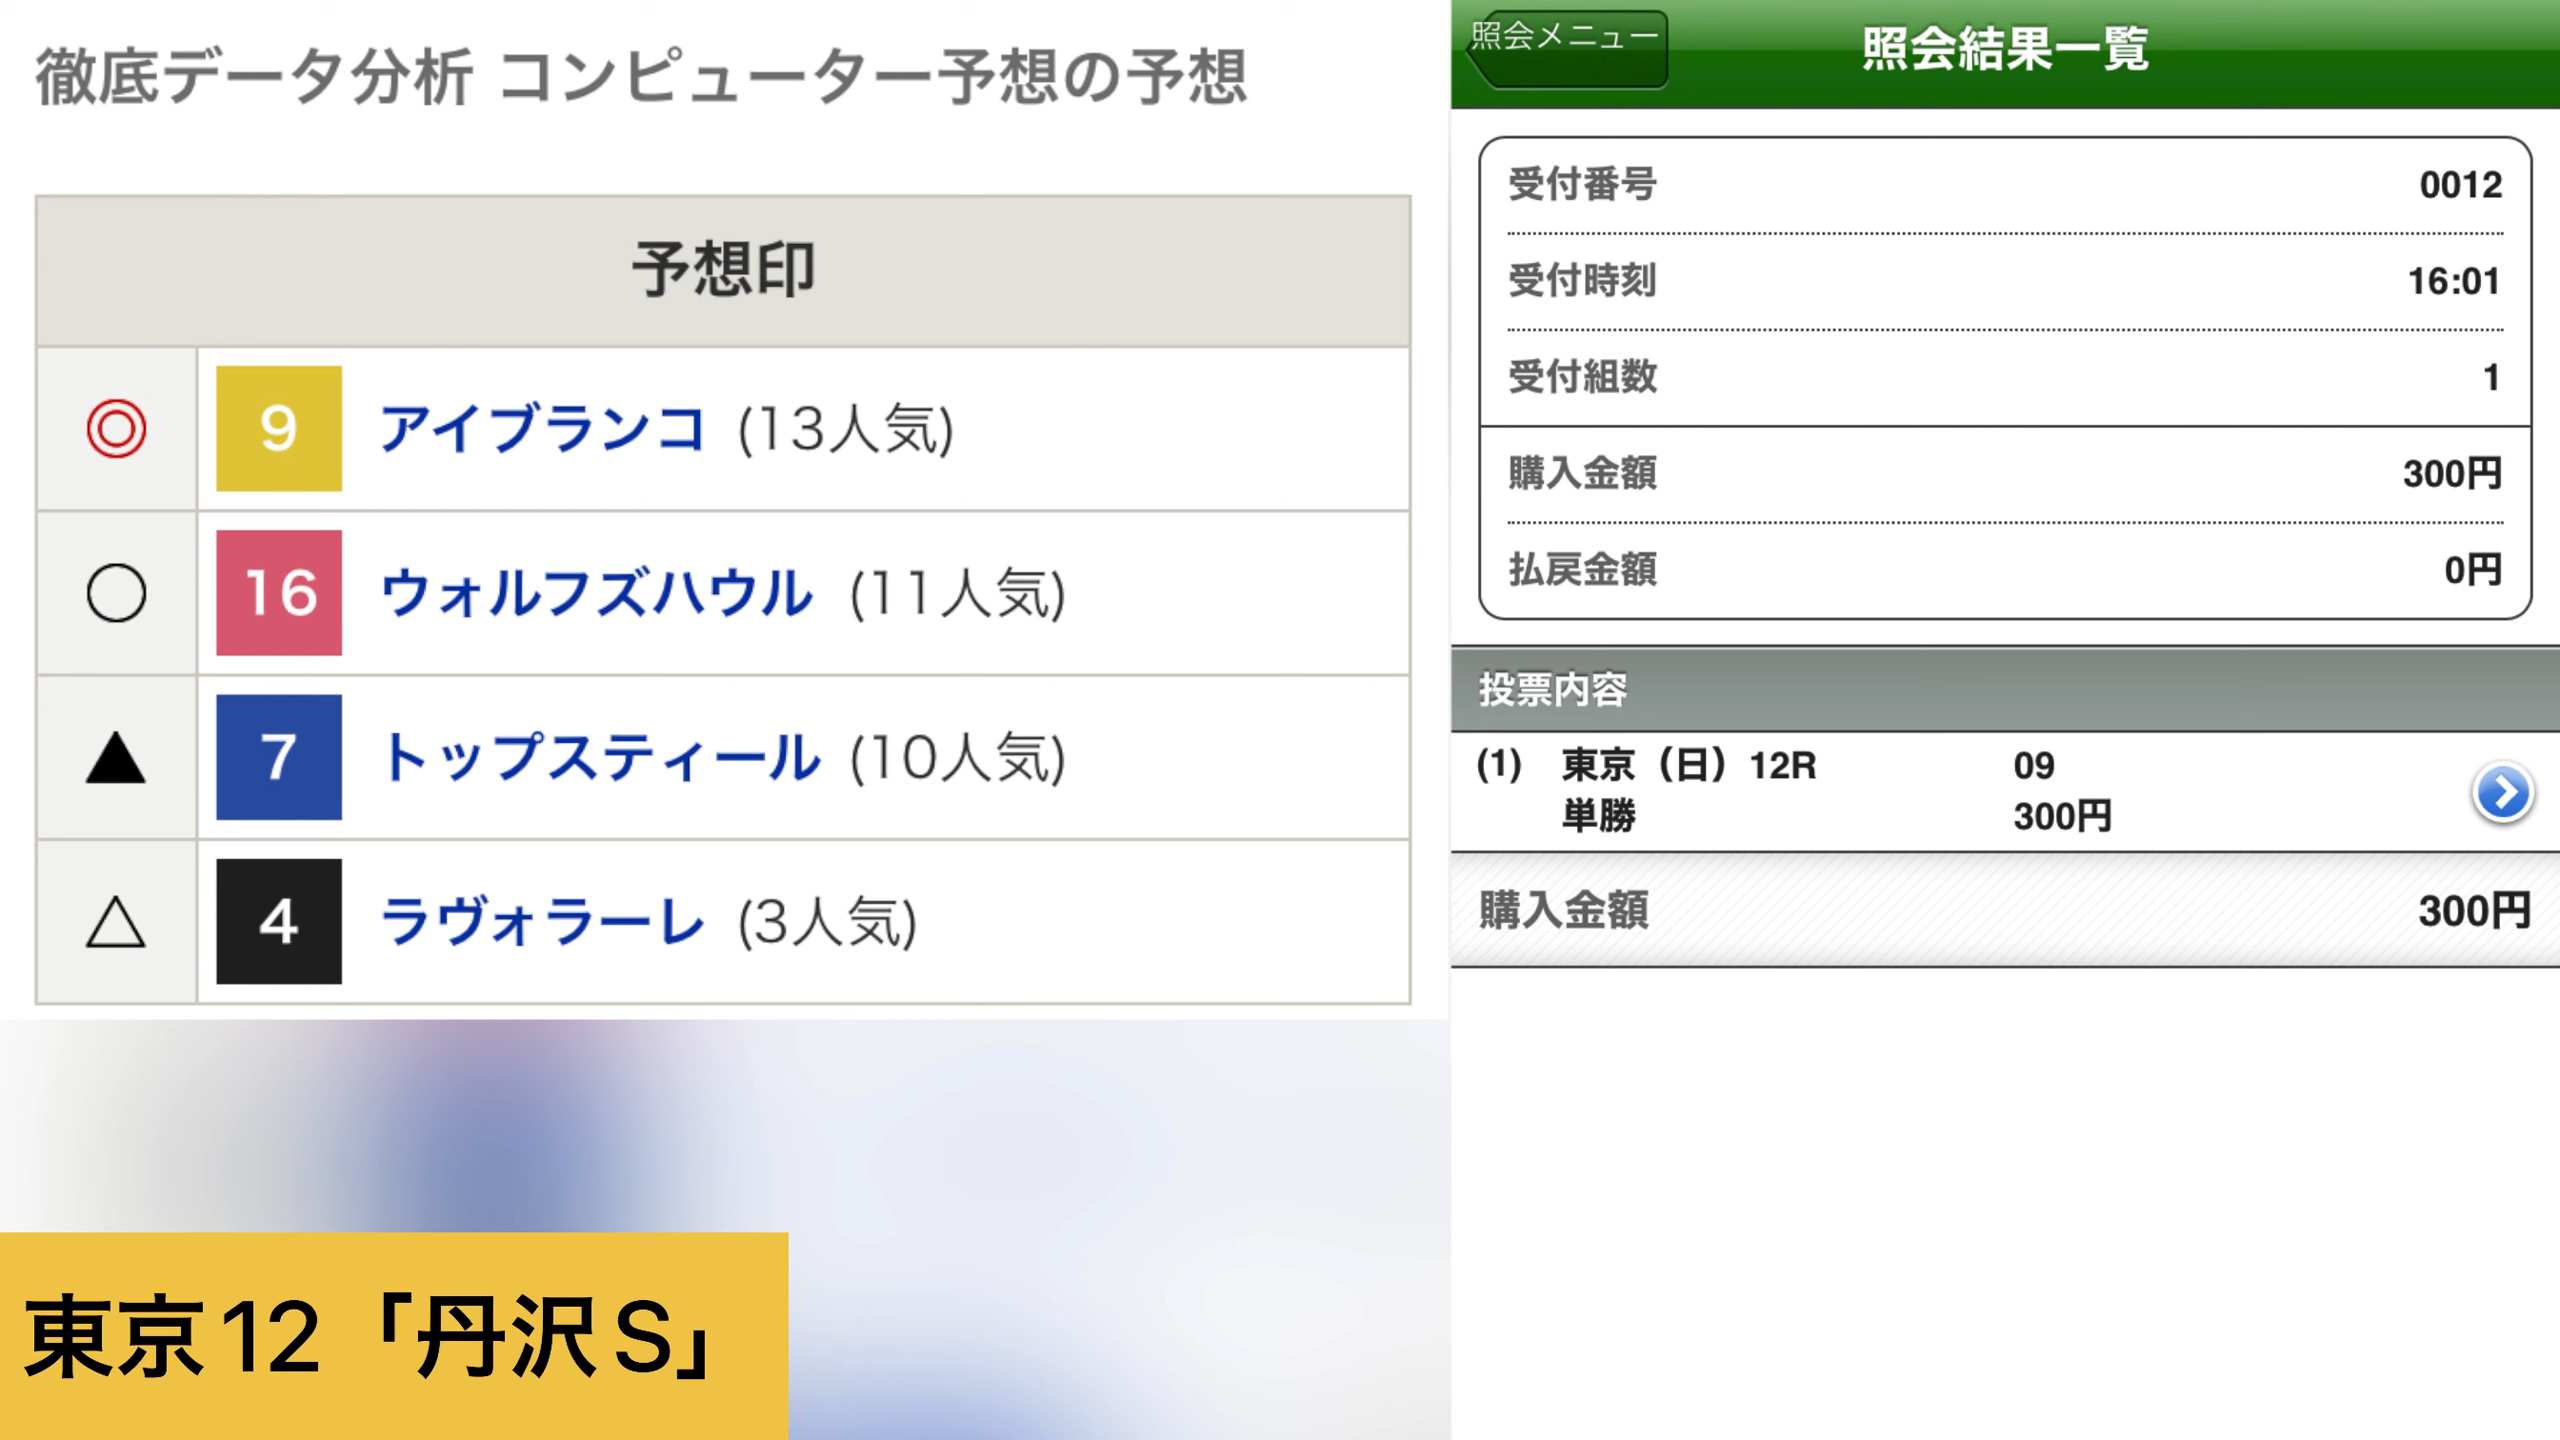 徹底データ分析 コンピューター予想の予想
予想印
◎ 9 アイブランコ (13人気)
○ 16 ウォルフズハウル (11人気)
▲ 7 トップスティール (10人気)
△ 4 ラヴォラーレ (3人気)
東京12「丹沢S」
照会メニュー 照会結果一覧
受付番号 0012
受付時刻 16:01
受付組数 1
購入金額 300円
払戻金額 0円
投票内容
(1) 東京（日）12R 09
単勝 300円
購入金額 300円